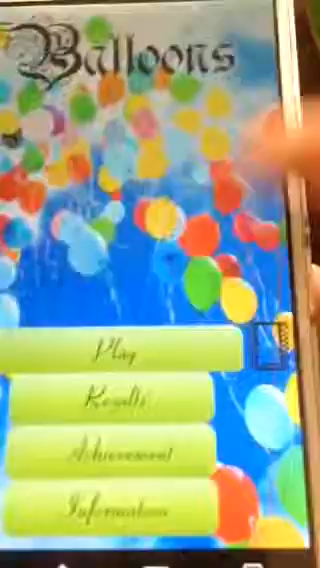 Balloons
Play
Results
Achievement
Information